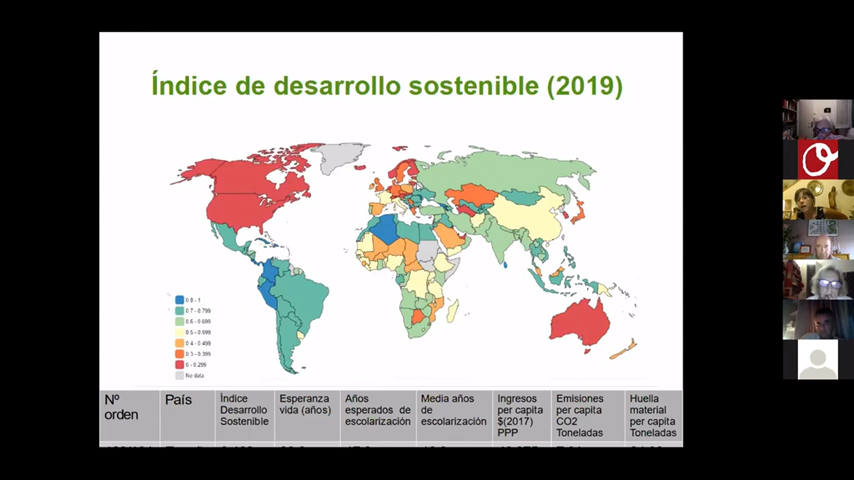 Índice de desarrollo sostenible (2019)
0.8 - 1
0.7 - 0.799
0.6 - 0.699
0.5 - 0.599
0.4 - 0.499
0.3 - 0.399
0 - 0.299
No data
Nº
orden
País
Índice
Desarrollo
Sostenible
Esperanza
vida (años)
Años
esperados de
escolarización
Media años
de
escolarización
Ingresos
per capita
$(2017)
PPP
Emisiones
per capita
CO2
Toneladas
Huella
material
per capita
Toneladas